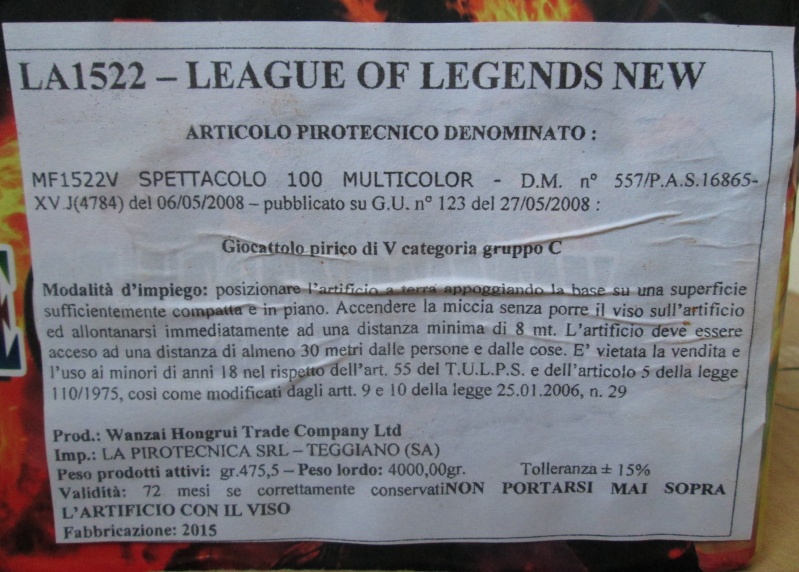 LA1522 – LEAGUE OF LEGENDS NEW
ARTICOLO PIROTECNICO DENOMINATO :
MF1522V SPETTACOLO 100 MULTICOLOR - D.M. n° 557/P.A.S.16865-
XV.J(4784) del 06/05/2008 – pubblicato su G.U. n° 123 del 27/05/2008 :
Giocattolo pirico di V categoria gruppo C
Modalità d’impiego: posizionare l’artificio a terra appoggiando la base su una superficie
sufficientemente compatta e in piano. Accendere la miccia senza porre il viso sull’artificio
ed allontanarsi immediatamente ad una distanza minima di 8 mt. L’artificio deve essere
acceso ad una distanza di almeno 30 metri dalle persone e dalle cose. E’ vietata la vendita e
l’uso ai minori di anni 18 nel rispetto dell’art. 55 del T.U.L.P.S. e dell’articolo 5 della legge
110/1975, così come modificati dagli artt. 9 e 10 della legge 25.01.2006, n. 29
Prod.: Wanzai Hongrui Trade Company Ltd
Imp.: LA PIROTECNICA SRL – TEGGIANO (SA)
Peso prodotti attivi: gr.475,5 – Peso lordo: 4000,00gr. Tolleranza ± 15%
Validità: 72 mesi se correttamente conservatiNON PORTARSI MAI SOPRA
L’ARTIFICIO CON IL VISO
Fabbricazione: 2015